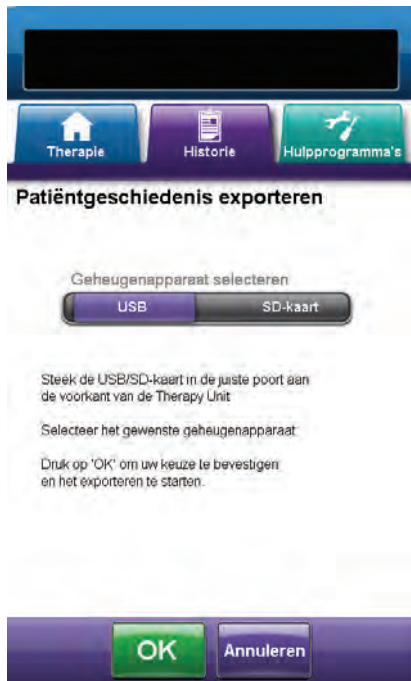 Therapie Historie Hulpprogramma's
Patiëntgeschiedenis exporteren
Geheugenapparaat selecteren
USB SD-kaart
Steek de USB/SD-kaart in de juiste poort aan
de voorkant van de Therapy Unit
Selecteer het gewenste geheugenapparaat
Druk op 'OK' om uw keuze te bevestigen
en het exporteren te starten.
OK Annuleren